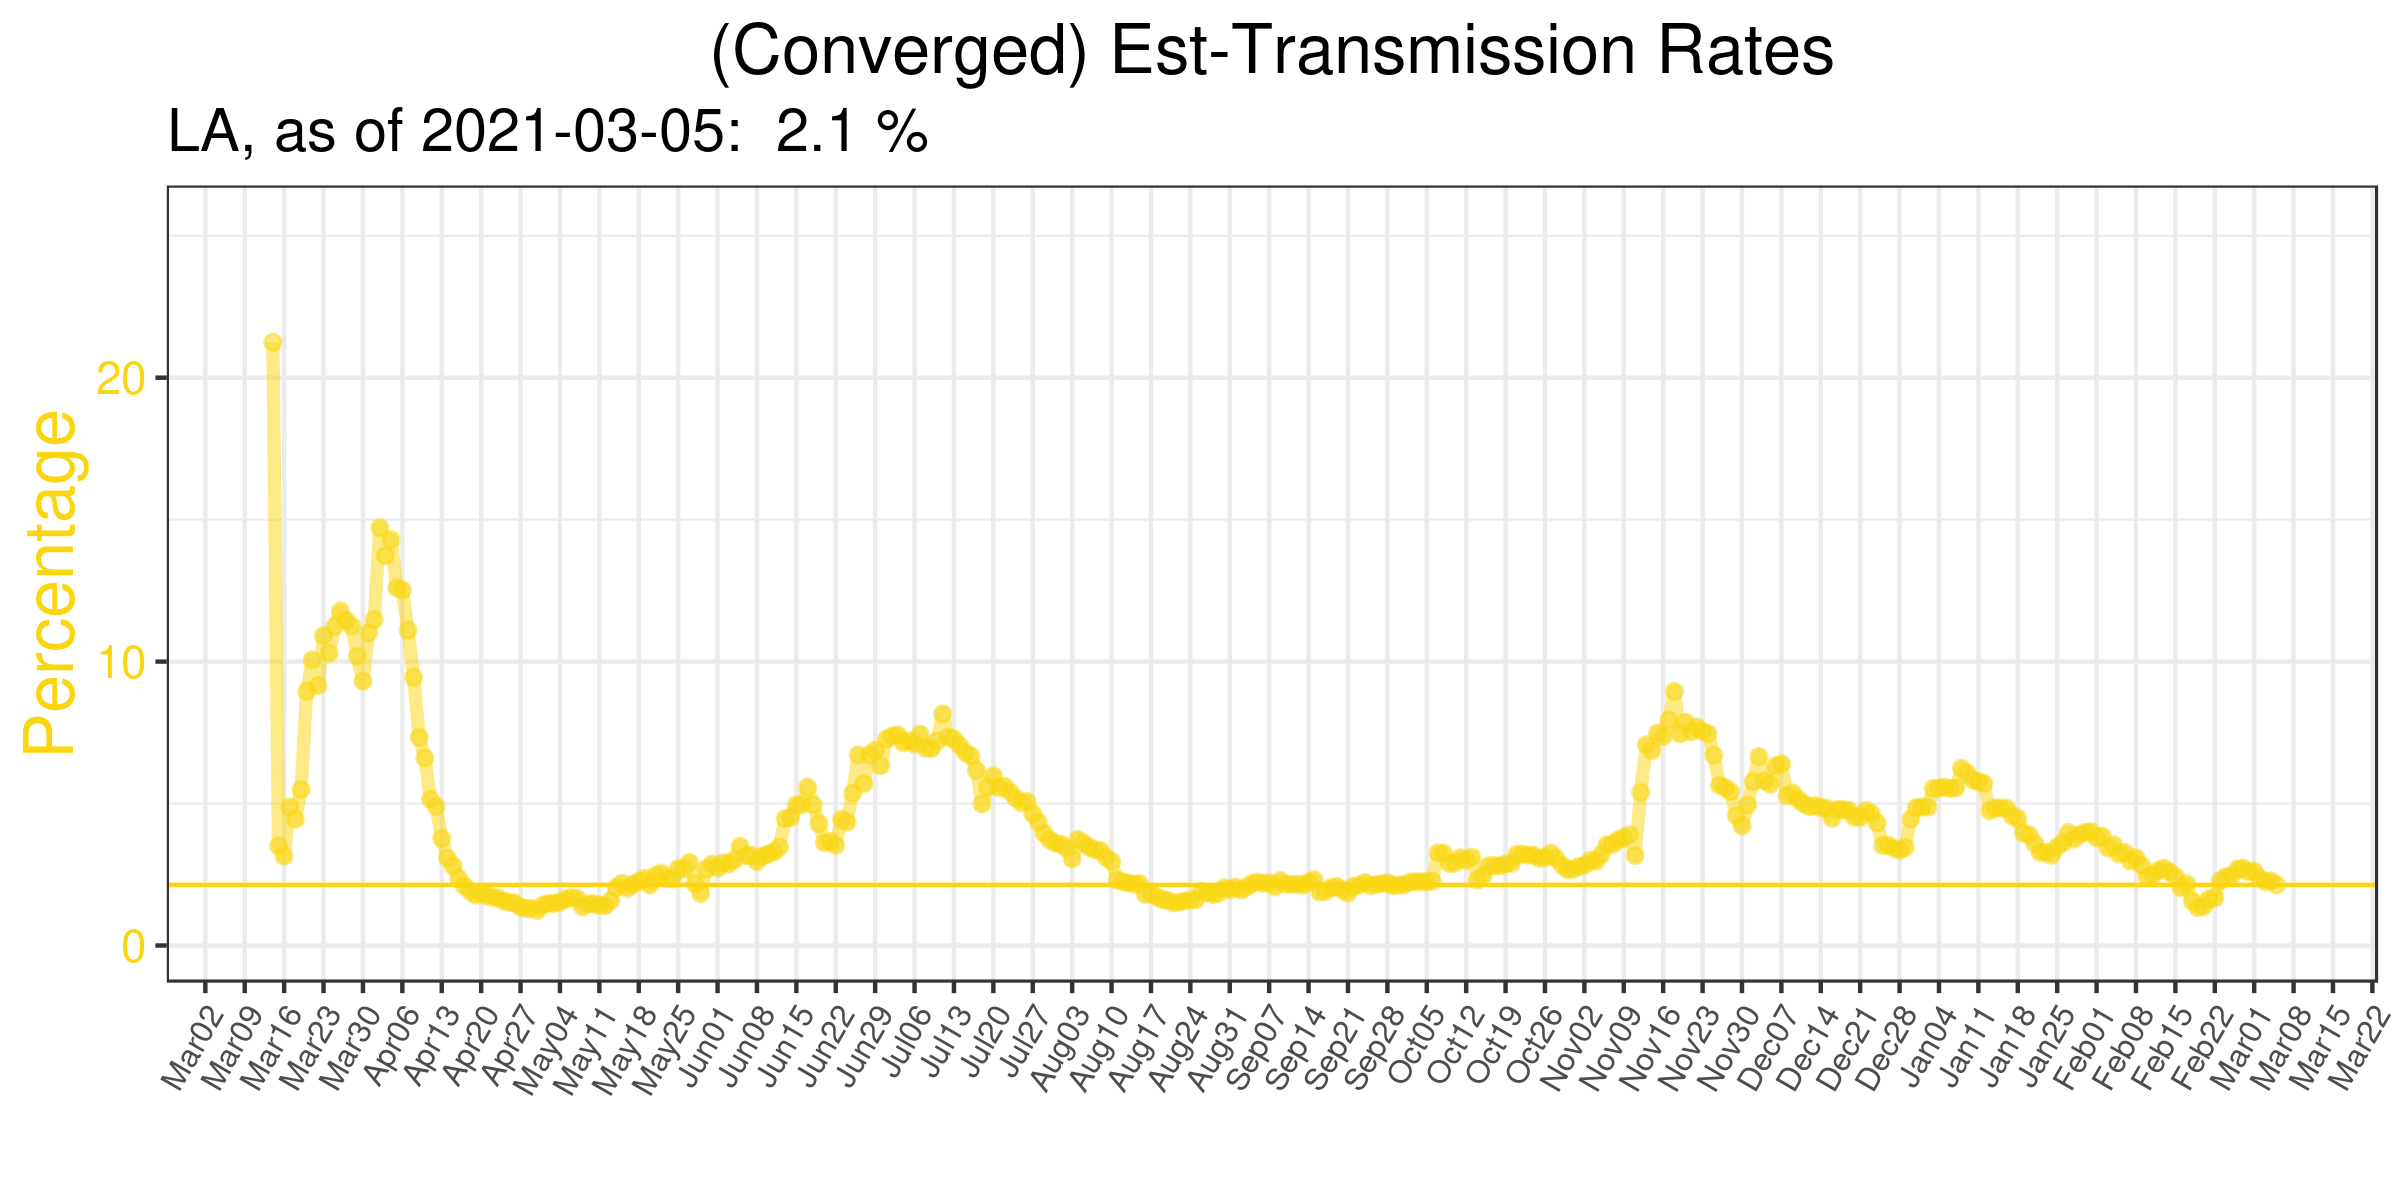 (Converged) Est-Transmission Rates
LA, as of 2021-03-05:  2.1 %
Percentage
20
10
0
Mar02
Mar09
Mar16
Mar23
Mar30
Apr06
Apr13
Apr20
Apr27
May04
May11
May18
May25
Jun01
Jun08
Jun15
Jun22
Jun29
Jul06
Jul13
Jul20
Jul27
Aug03
Aug10
Aug17
Aug24
Aug31
Sep07
Sep14
Sep21
Sep28
Oct05
Oct12
Oct19
Oct26
Nov02
Nov09
Nov16
Nov23
Nov30
Dec07
Dec14
Dec21
Dec28
Jan04
Jan11
Jan18
Jan25
Feb01
Feb08
Feb15
Feb22
Mar01
Mar08
Mar15
Mar22